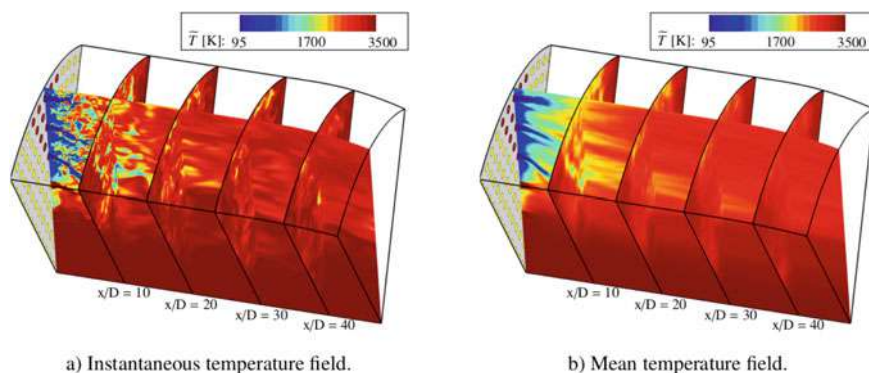 T̃ [K]: 95 1700 3500
T̃ [K]: 95 1700 3500
x/D = 10
x/D = 20
x/D = 30
x/D = 40
x/D = 10
x/D = 20
x/D = 30
x/D = 40
a) Instantaneous temperature field.
b) Mean temperature field.